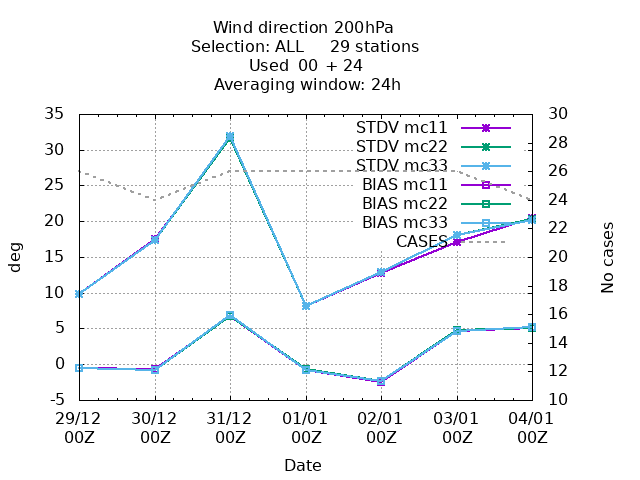 Wind direction 200hPa
Selection: ALL     29 stations
Used  00 + 24
Averaging window: 24h
35 30
30 28
25 26
20 24
15 22
10 20
5 18
0 16
-5 14
12
10
STDV mc11
STDV mc22
STDV mc33
BIAS mc11
BIAS mc22
BIAS mc33
CASES
deg
No cases
29/12 30/12 31/12 01/01 02/01 03/01 04/01
00Z 00Z 00Z 00Z 00Z 00Z 00Z
Date